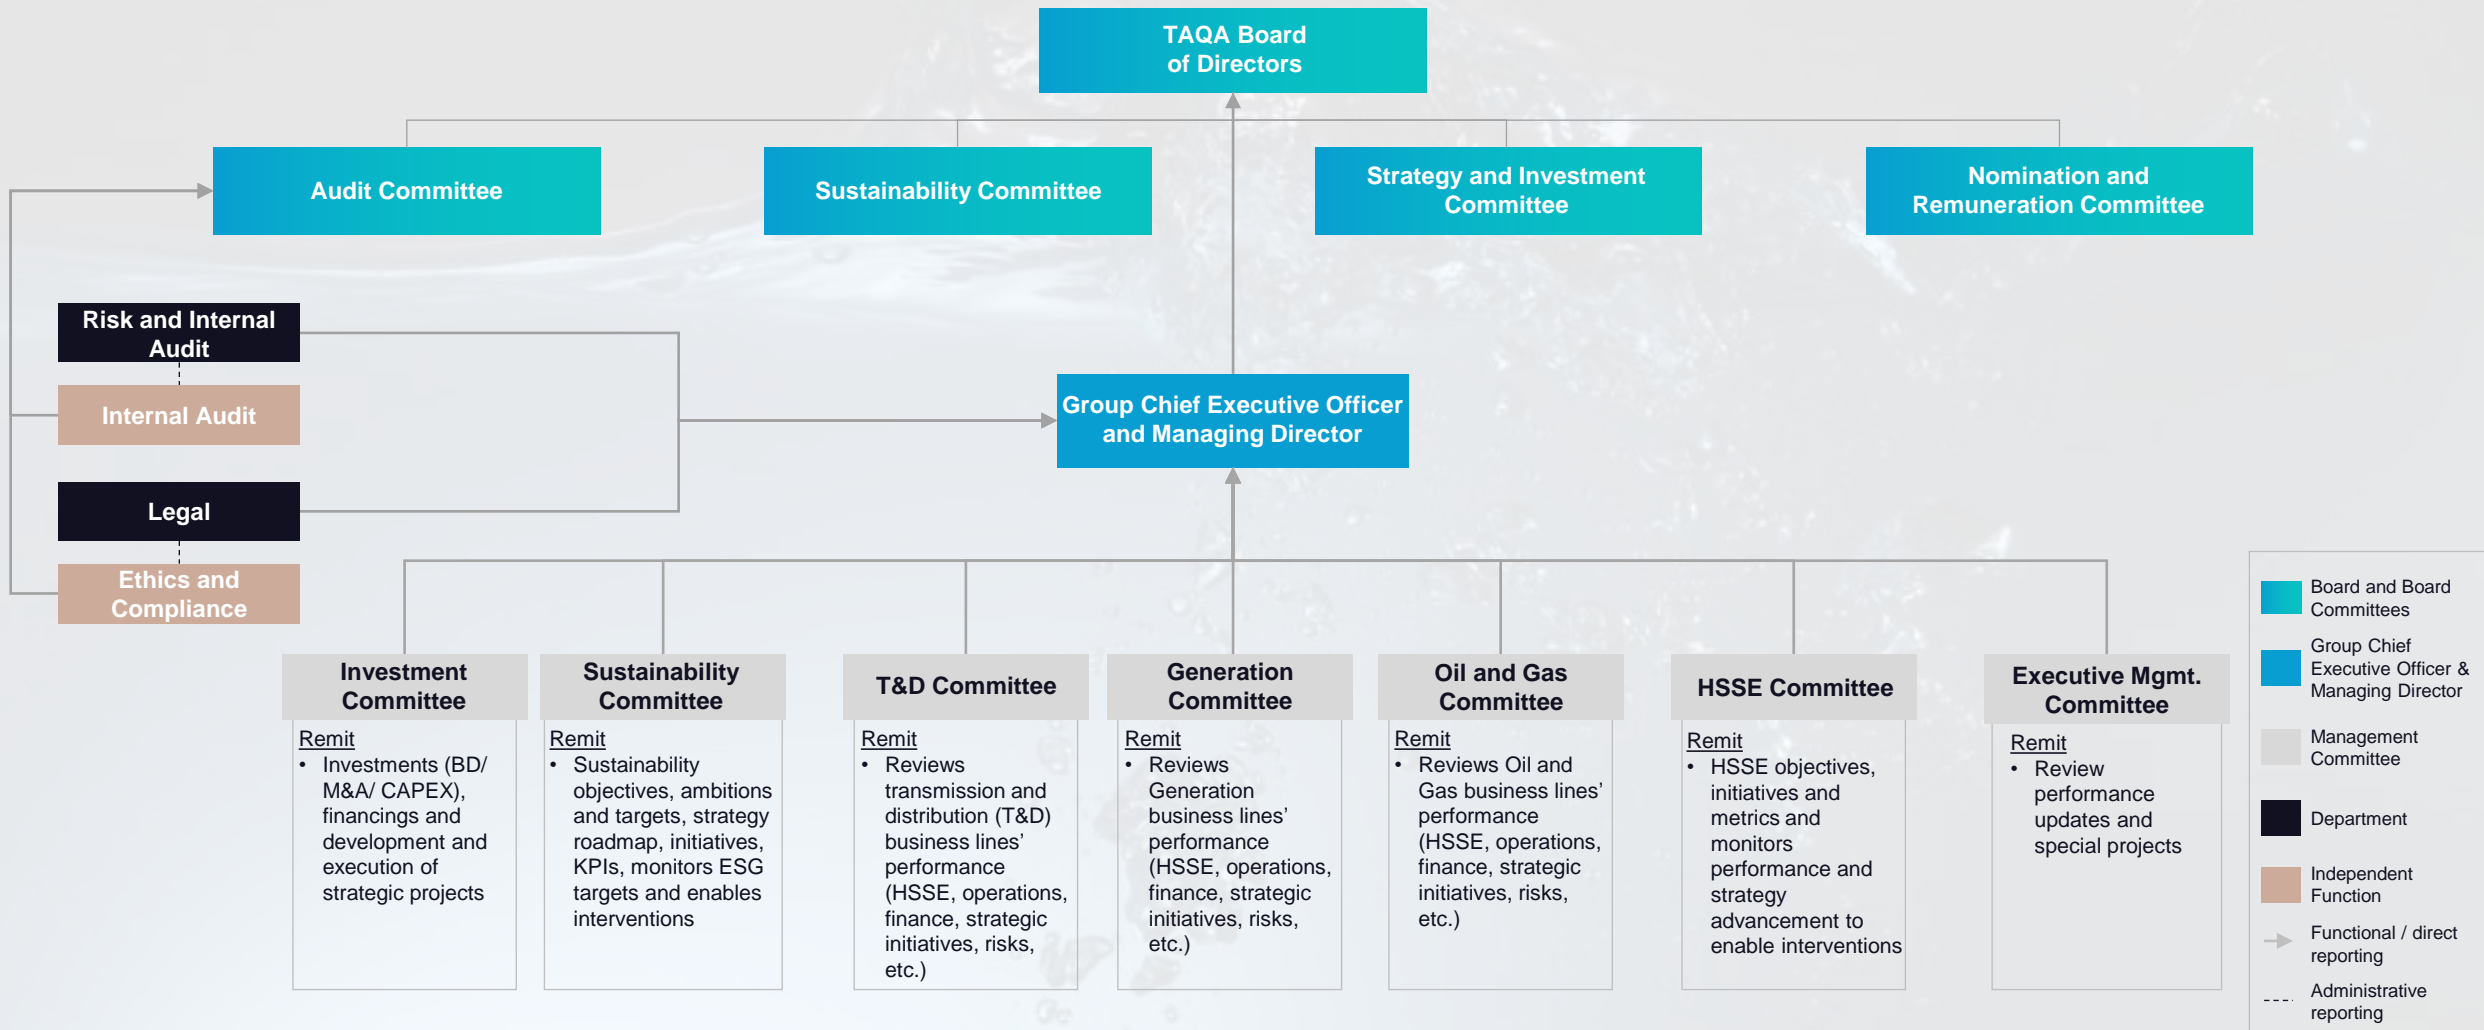 TAQA Board
of Directors
Audit Committee
Sustainability Committee
Strategy and Investment
Committee
Nomination and
Remuneration Committee
Risk and Internal
Audit
Internal Audit
Legal
Ethics and
Compliance
Group Chief Executive Officer
and Managing Director
Investment
Committee
Remit
• Investments (BD/
M&A/ CAPEX),
financings and
development and
execution of
strategic projects
Sustainability
Committee
Remit
• Sustainability
objectives, ambitions
and targets, strategy
roadmap, initiatives,
KPIs, monitors ESG
targets and enables
interventions
T&D Committee
Remit
• Reviews
transmission and
distribution (T&D)
business lines’
performance
(HSSE, operations,
finance, strategic
initiatives, risks,
etc.)
Generation
Committee
Remit
• Reviews
Generation
business lines’
performance
(HSSE, operations,
finance, strategic
initiatives, risks,
etc.)
Oil and Gas
Committee
Remit
• Reviews Oil and
Gas business lines’
performance
(HSSE, operations,
finance, strategic
initiatives, risks,
etc.)
HSSE Committee
Remit
• HSSE objectives,
initiatives and
metrics and
monitors
performance and
strategy
advancement to
enable interventions
Executive Mgmt.
Committee
Remit
• Review
performance
updates and
special projects
Board and Board
Committees
Group Chief
Executive Officer &
Managing Director
Management
Committee
Department
Independent
Function
Functional / direct
reporting
Administrative
reporting